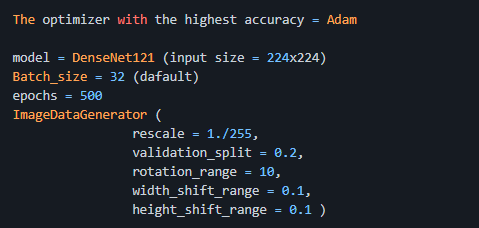 The optimizer with the highest accuracy = Adam
model = DenseNet121 (input size = 224x224)
Batch_size = 32 (dafault)
epochs = 500
ImageDataGenerator (
rescale = 1./255,
validation_split = 0.2,
rotation_range = 10,
width_shift_range = 0.1,
height_shift_range = 0.1 )